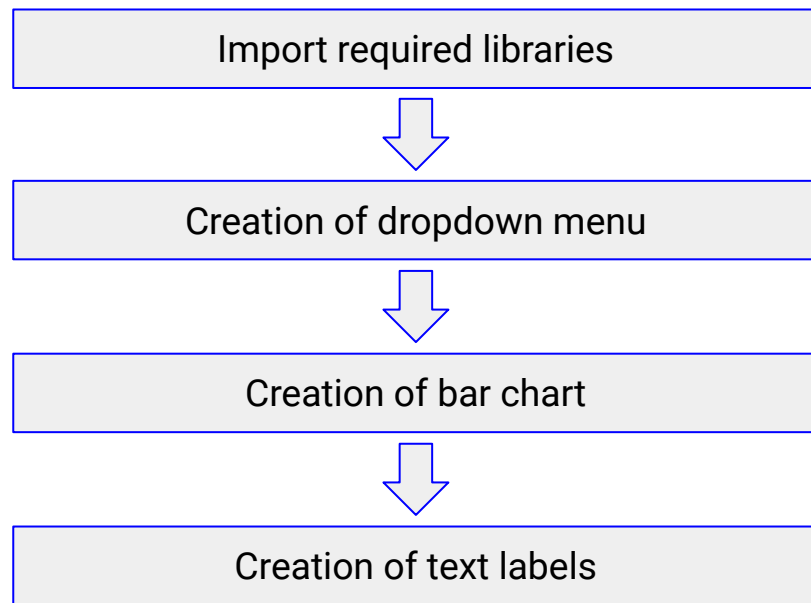 Import required libraries
Creation of dropdown menu
Creation of bar chart
Creation of text labels